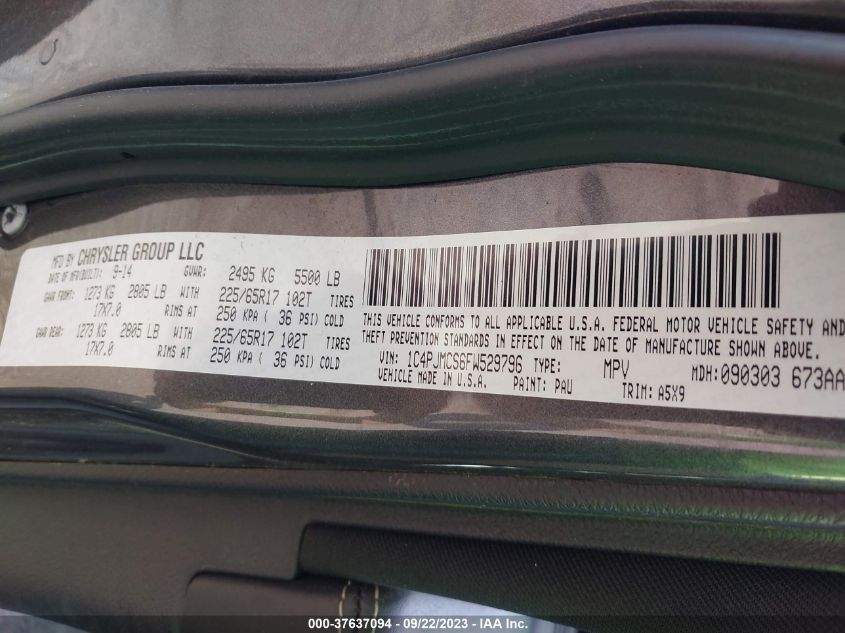 MFD BY CHRYSLER GROUP LLC
DATE OF MFR(BUILT): 9-14 GVWR: 2495 KG 5500 LB
GAWR FRONT: 1273 KG 2805 LB WITH 225/65R17 102T TIRES
17X7.0 RIMS AT 250 KPA ( 36 PSI) COLD
GAWR REAR: 1273 KG 2805 LB WITH 225/65R17 102T TIRES
17X7.0 RIMS AT 250 KPA ( 36 PSI) COLD
THIS VEHICLE CONFORMS TO ALL APPLICABLE U.S.A. FEDERAL MOTOR VEHICLE SAFETY AND
THEFT PREVENTION STANDARDS IN EFFECT ON THE DATE OF MANUFACTURE SHOWN ABOVE.
VIN: 1C4PJMCS6FW529796 TYPE: MPV MDH:090303 673AA
VEHICLE MADE IN U.S.A. PAINT: PAU TRIM: A5X9
000-37637094 - 09/22/2023 - IAA Inc.